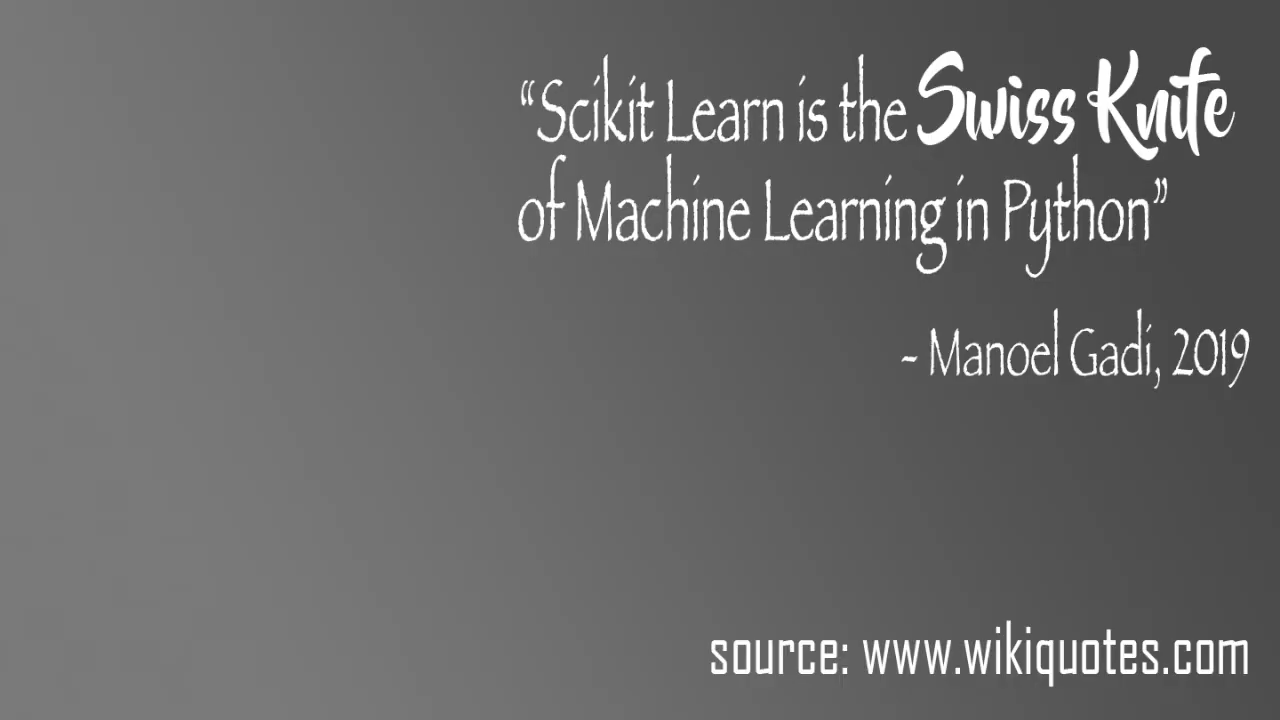 “Scikit Learn is the Swiss Knife
of Machine Learning in Python”
- Manoel Gadi, 2019
source: www.wikiquotes.com